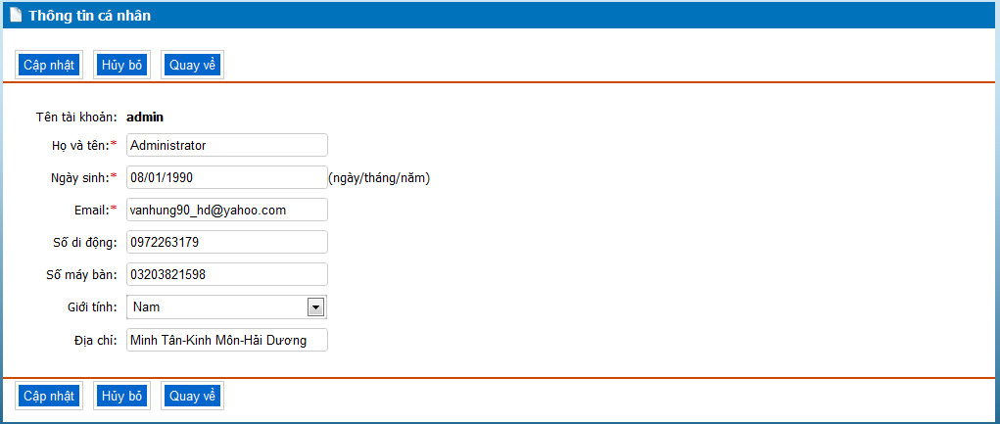 Thông tin cá nhân
Cập nhật Hủy bỏ Quay về
Tên tài khoản: admin
Họ và tên:* Administrator
Ngày sinh:* 08/01/1990 (ngày/tháng/năm)
Email:* vanhung90_hd@yahoo.com
Số di động: 0972263179
Số máy bàn: 03203821598
Giới tính: Nam
Địa chỉ: Minh Tân-Kinh Môn-Hải Dương
Cập nhật Hủy bỏ Quay về